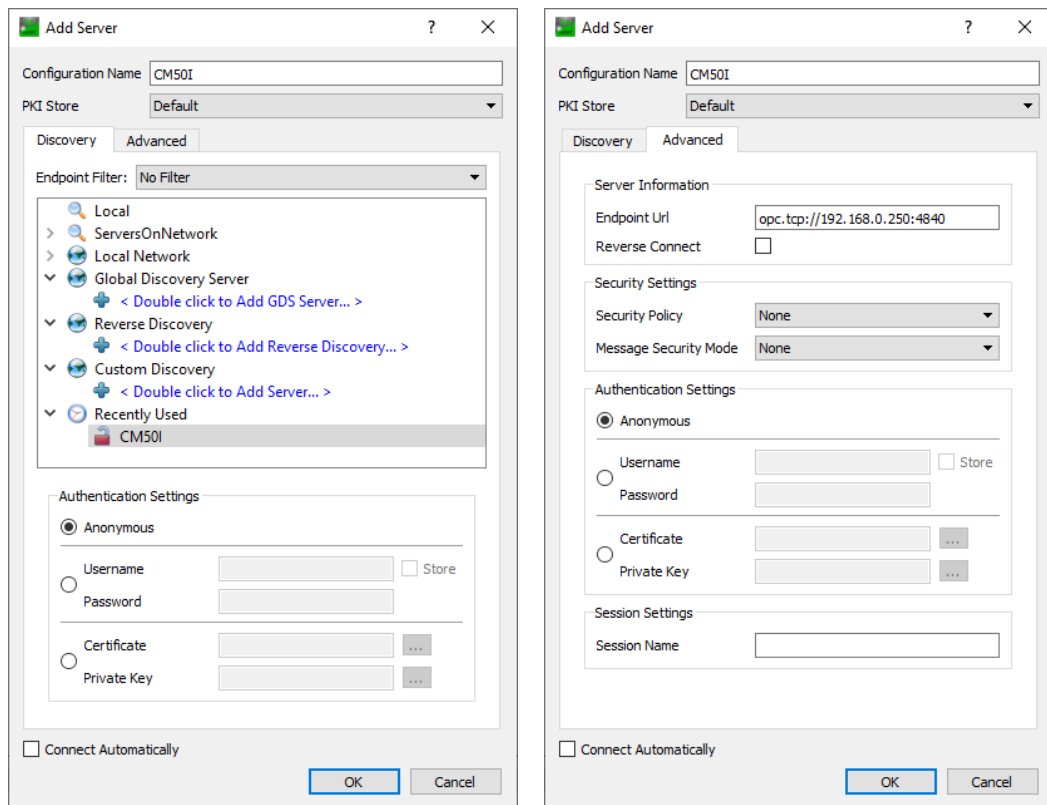 Add Server ?
Configuration Name CM50I
PKI Store Default
Discovery Advanced
Endpoint Filter: No Filter
Local
ServersOnNetwork
Local Network
Global Discovery Server
< Double click to Add GDS Server... >
Reverse Discovery
< Double click to Add Reverse Discovery... >
Custom Discovery
< Double click to Add Server... >
Recently Used
CM50I
Authentication Settings
Anonymous
Username Store
Password
Certificate ...
Private Key ...
Connect Automatically
OK Cancel
Add Server ?
Configuration Name CM50I
PKI Store Default
Discovery Advanced
Server Information
Endpoint Url opc.tcp://192.168.0.250:4840
Reverse Connect
Security Settings
Security Policy None
Message Security Mode None
Authentication Settings
Anonymous
Username Store
Password
Certificate ...
Private Key ...
Session Settings
Session Name
Connect Automatically
OK Cancel